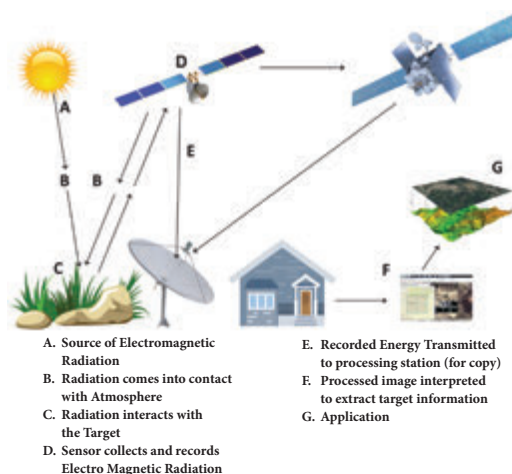 A
D
B
B
E
G
C
F
A. Source of Electromagnetic
Radiation
B. Radiation comes into contact
with Atmosphere
C. Radiation interacts with
the Target
D. Sensor collects and records
Electro Magnetic Radiation
E. Recorded Energy Transmitted
to processing station (for copy)
F. Processed image interpreted
to extract target information
G. Application